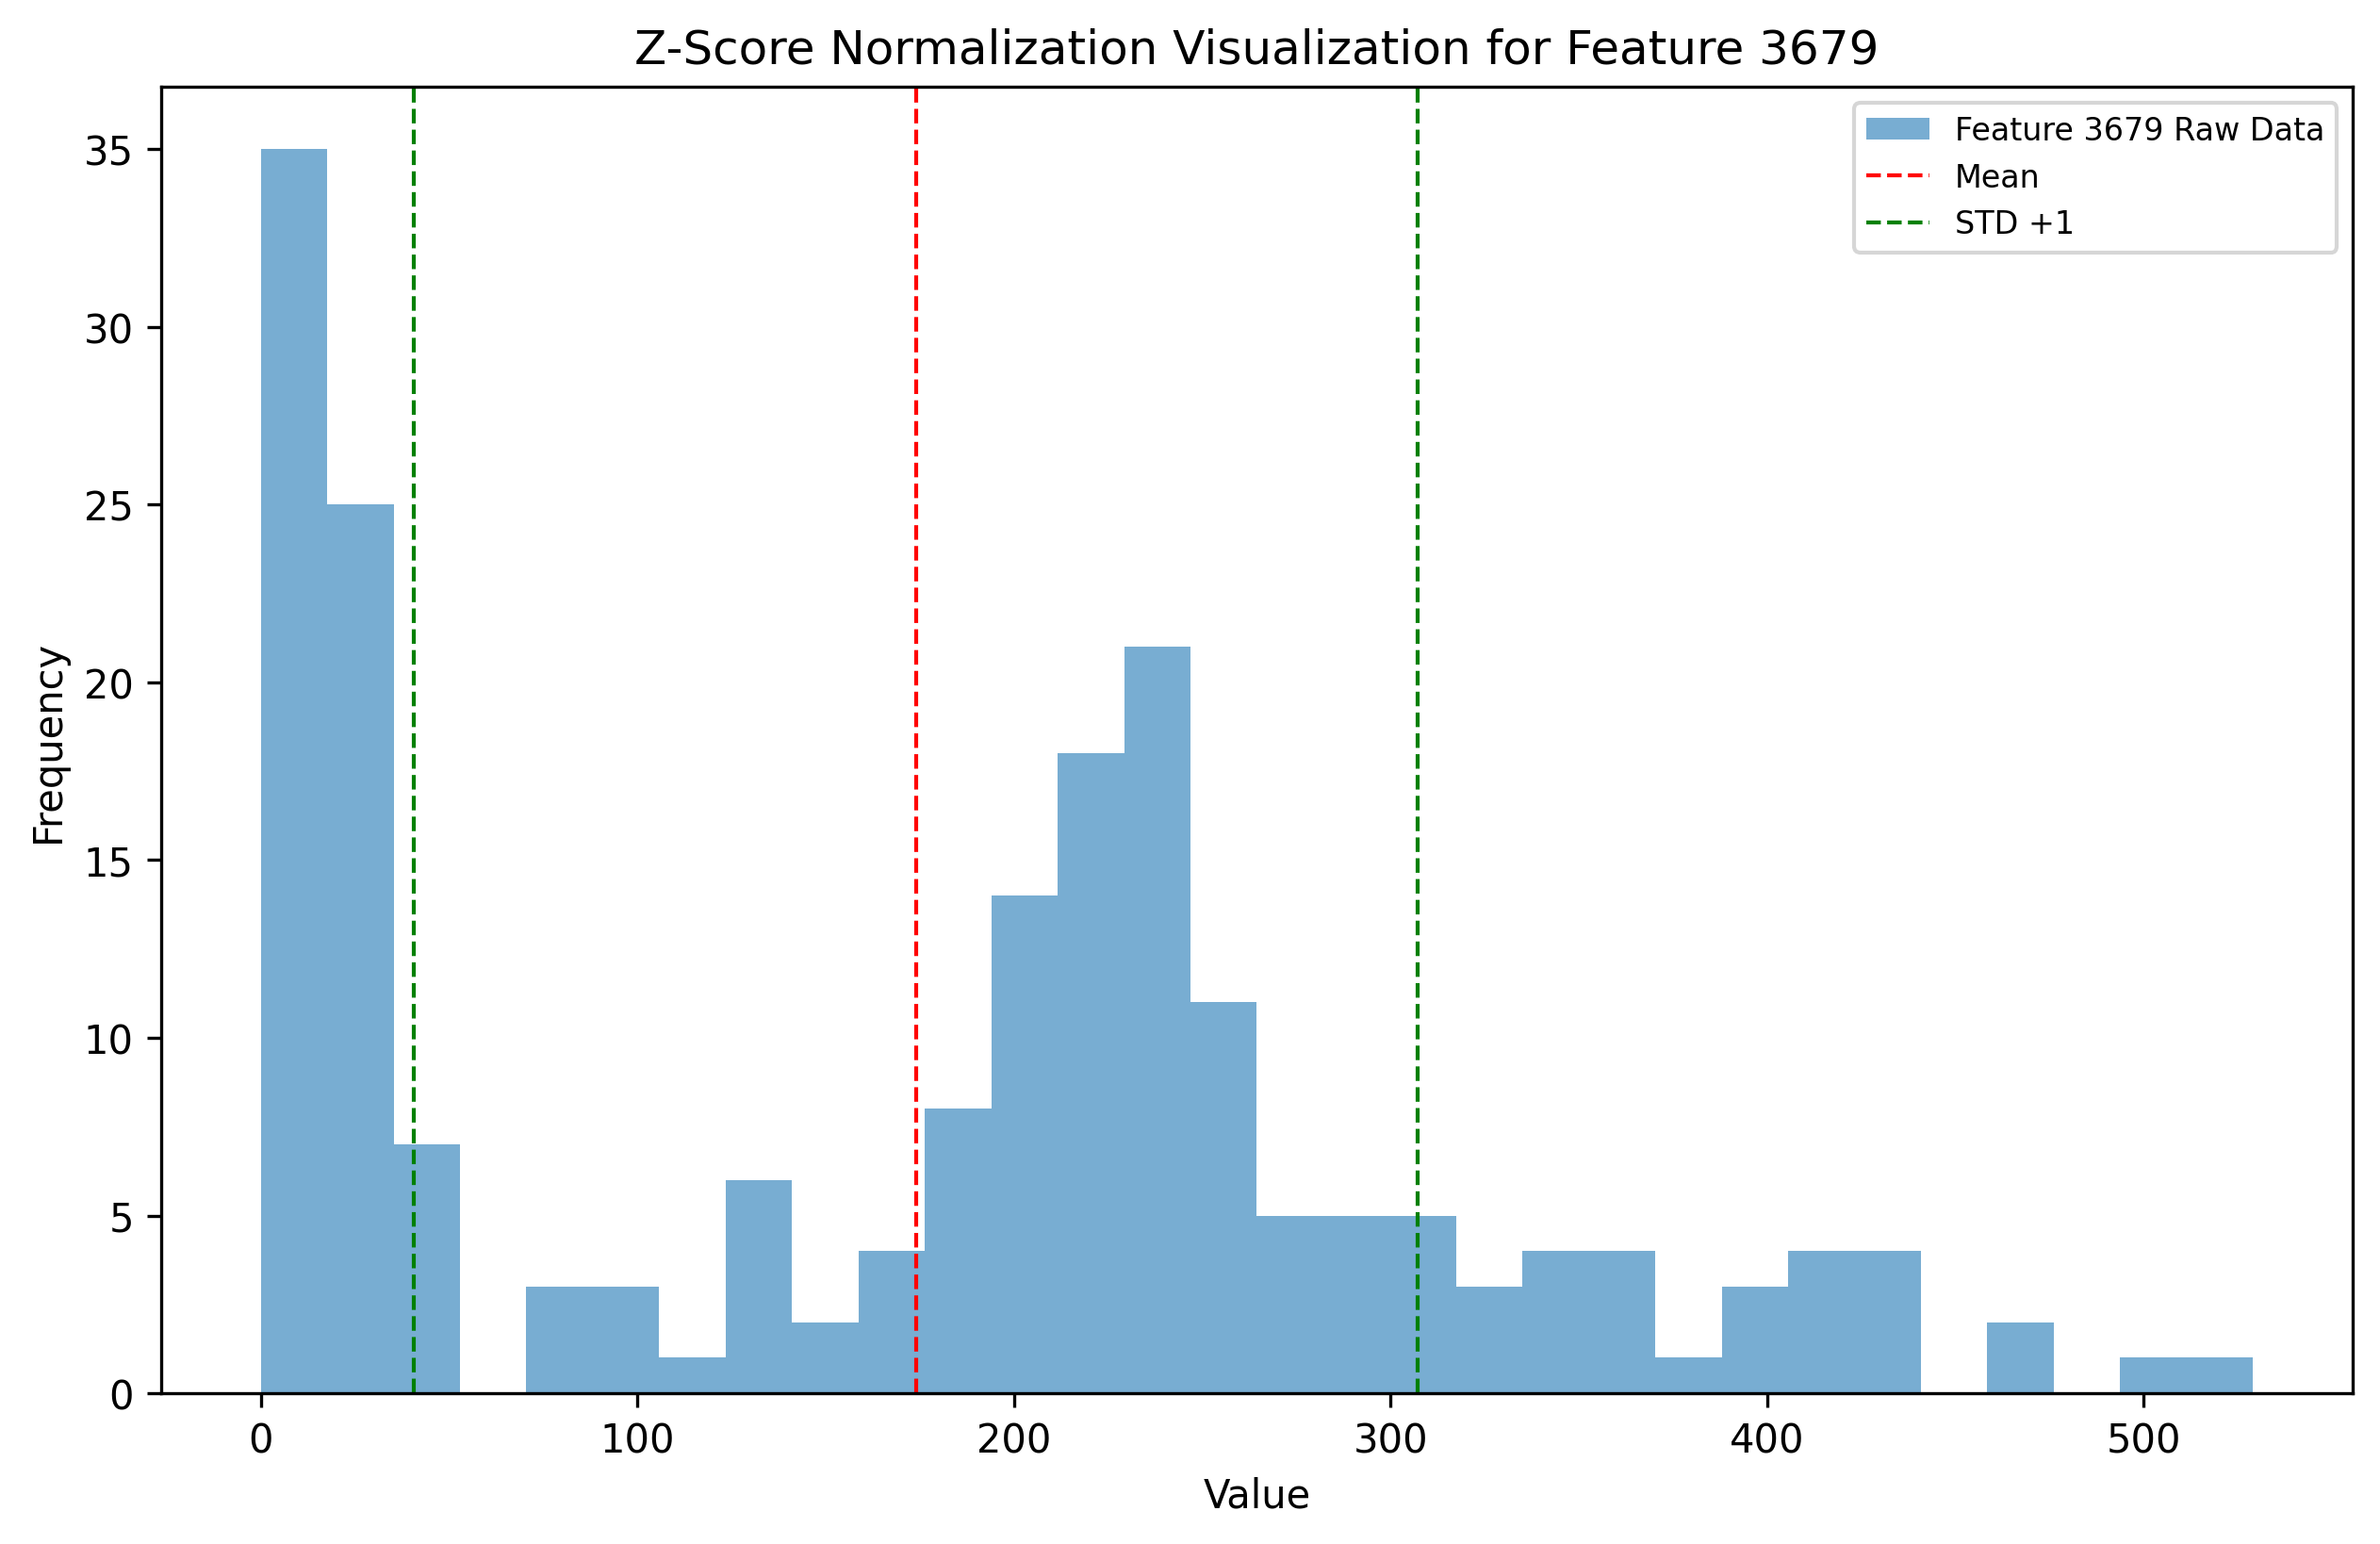 Z-Score Normalization Visualization for Feature 3679
Feature 3679 Raw Data
Mean
STD +1
35
30
25
20
15
10
5
0
Frequency
0 100 200 300 400 500
Value